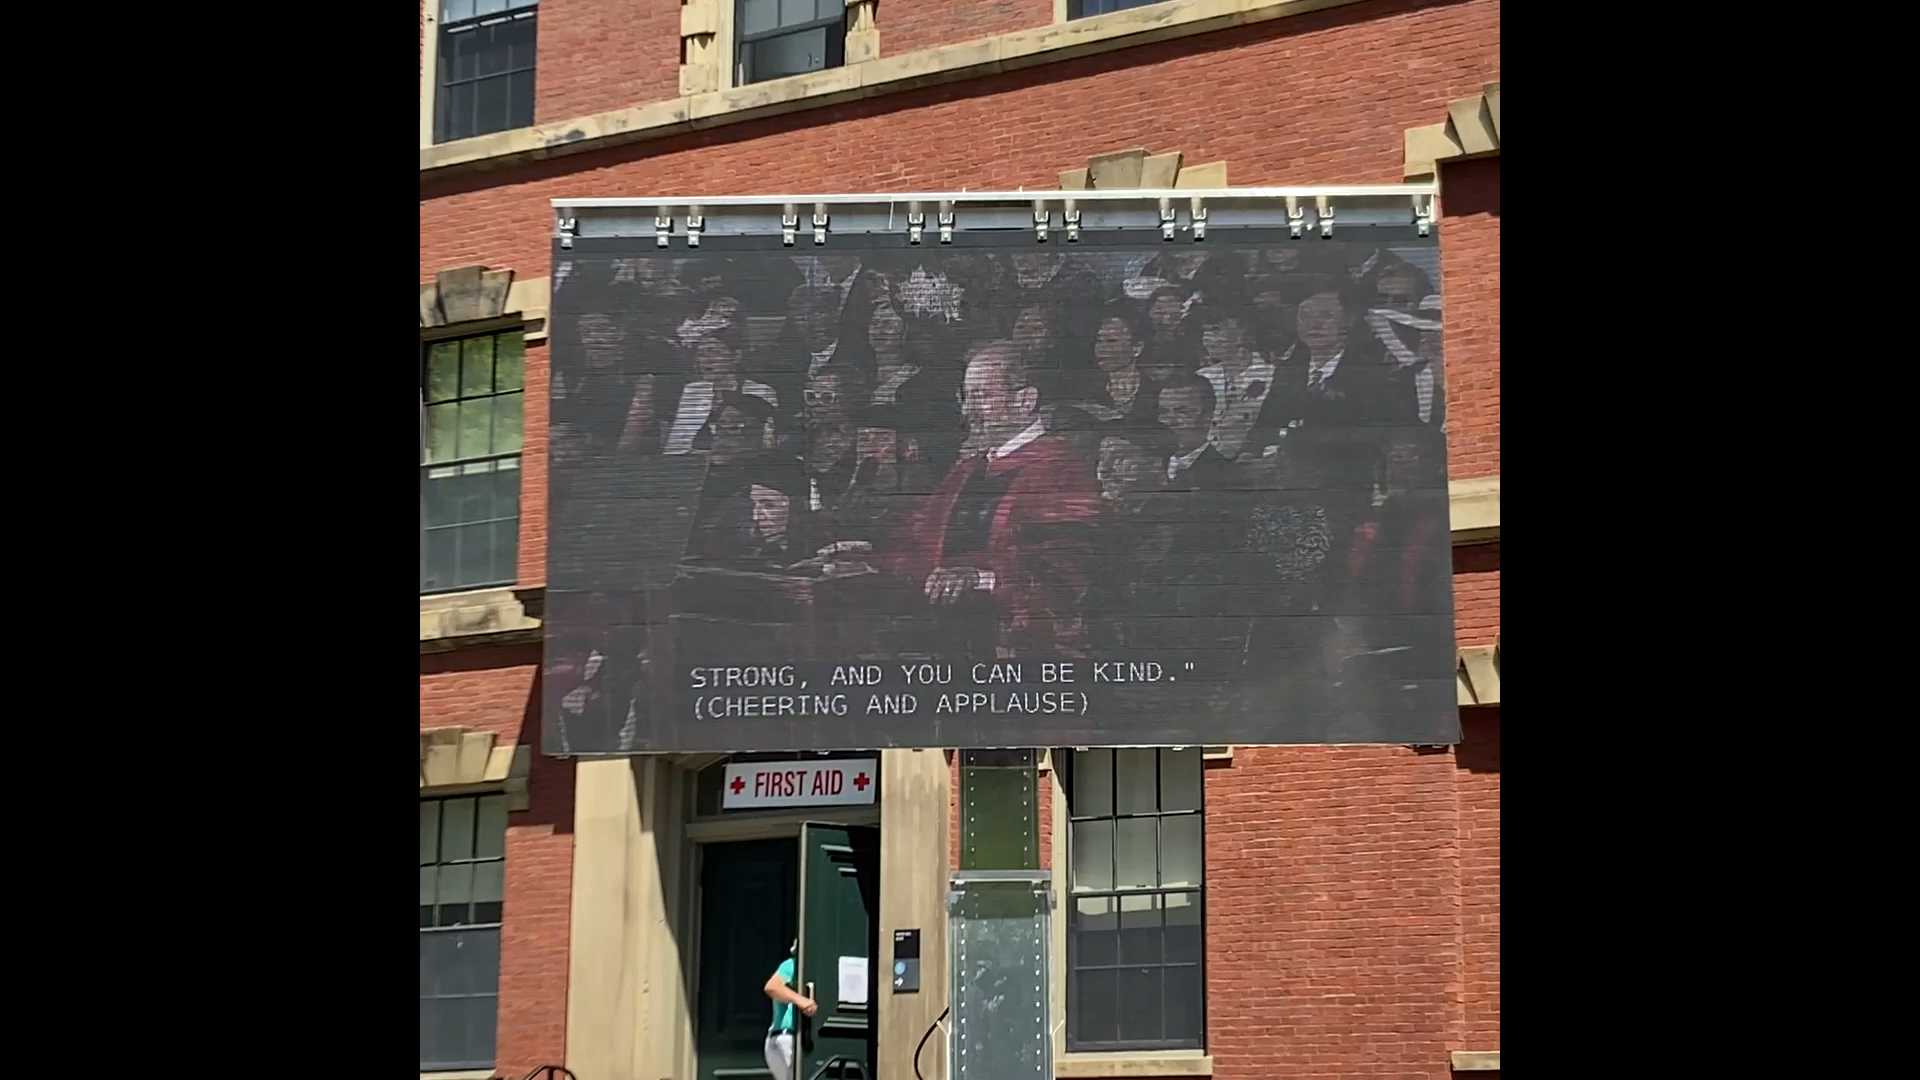 STRONG, AND YOU CAN BE KIND."
(CHEERING AND APPLAUSE)
+ FIRST AID +